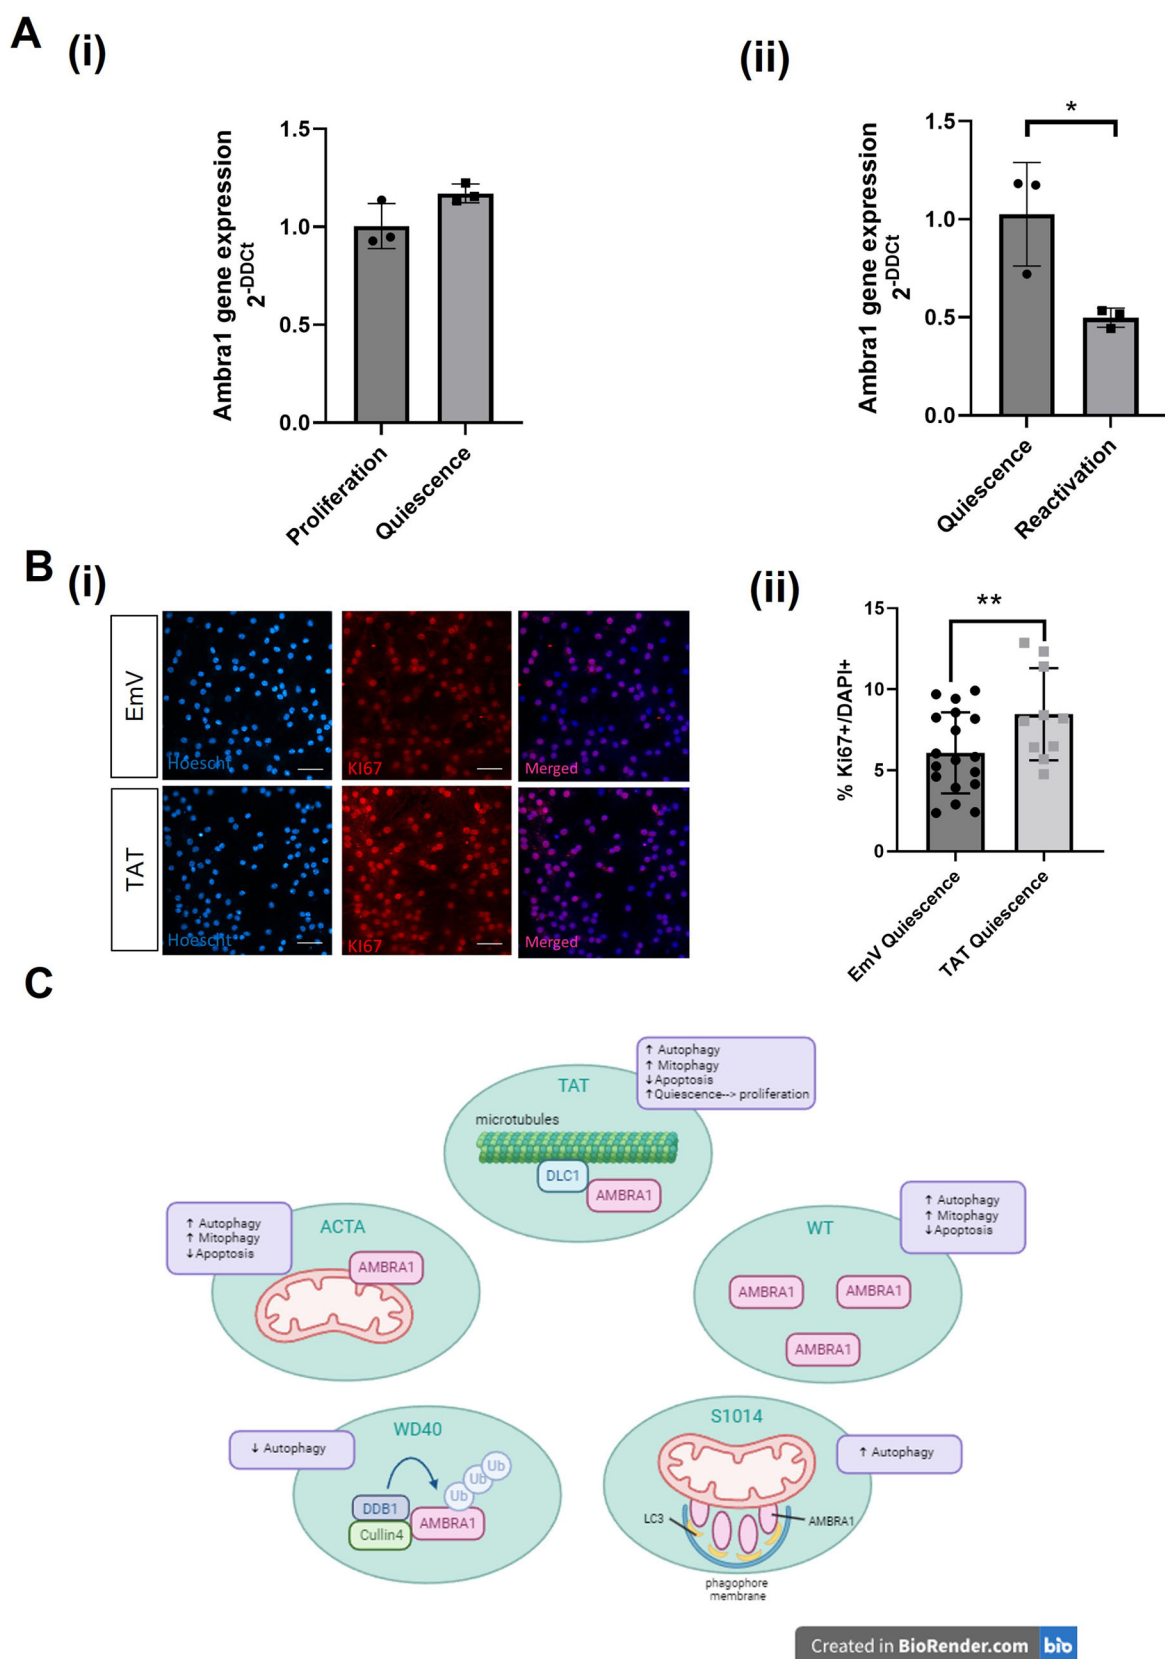 A
(i)
(ii)
Ambra1 gene expression
2-DDCt
1.5
1.0
0.5
0.0
Proliferation
Quiescence
Ambra1 gene expression
2-DDCt
*
1.5
1.0
0.5
0.0
Quiescence
Reactivation
B
(i)
(ii)
EmV
Hoescht
KI67
Merged
TAT
Hoescht
KI67
Merged
% Ki67+/DAPI+
**
15
10
5
0
EmV Quiescence
TAT Quiescence
C
TAT
↑ Autophagy
↑ Mitophagy
↓Apoptosis
↑Quiescence--> proliferation
microtubules
DLC1
AMBRA1
ACTA
↑ Autophagy
↑ Mitophagy
↓Apoptosis
AMBRA1
WT
↑ Autophagy
↑ Mitophagy
↓Apoptosis
AMBRA1
AMBRA1
AMBRA1
WD40
↓ Autophagy
Ub
Ub
Ub
DDB1
Cullin4
AMBRA1
S1014
↑ Autophagy
LC3
AMBRA1
phagophore
membrane
Created in BioRender.com bio